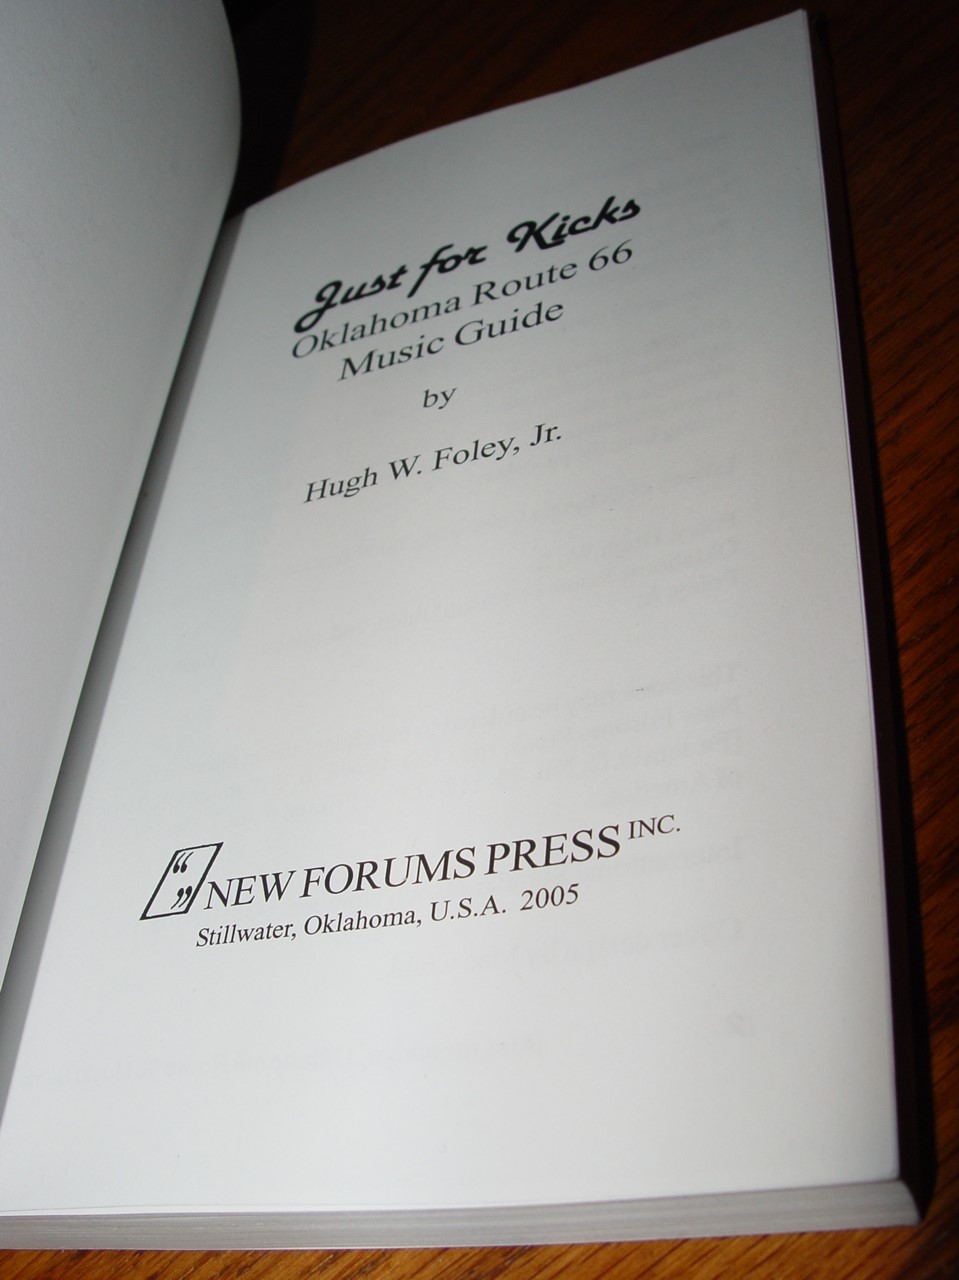 Just for Kicks
Oklahoma Route 66
Music Guide
by
Hugh W. Foley, Jr.
“ ”
NEW FORUMS PRESS INC.
Stillwater, Oklahoma, U.S.A. 2005